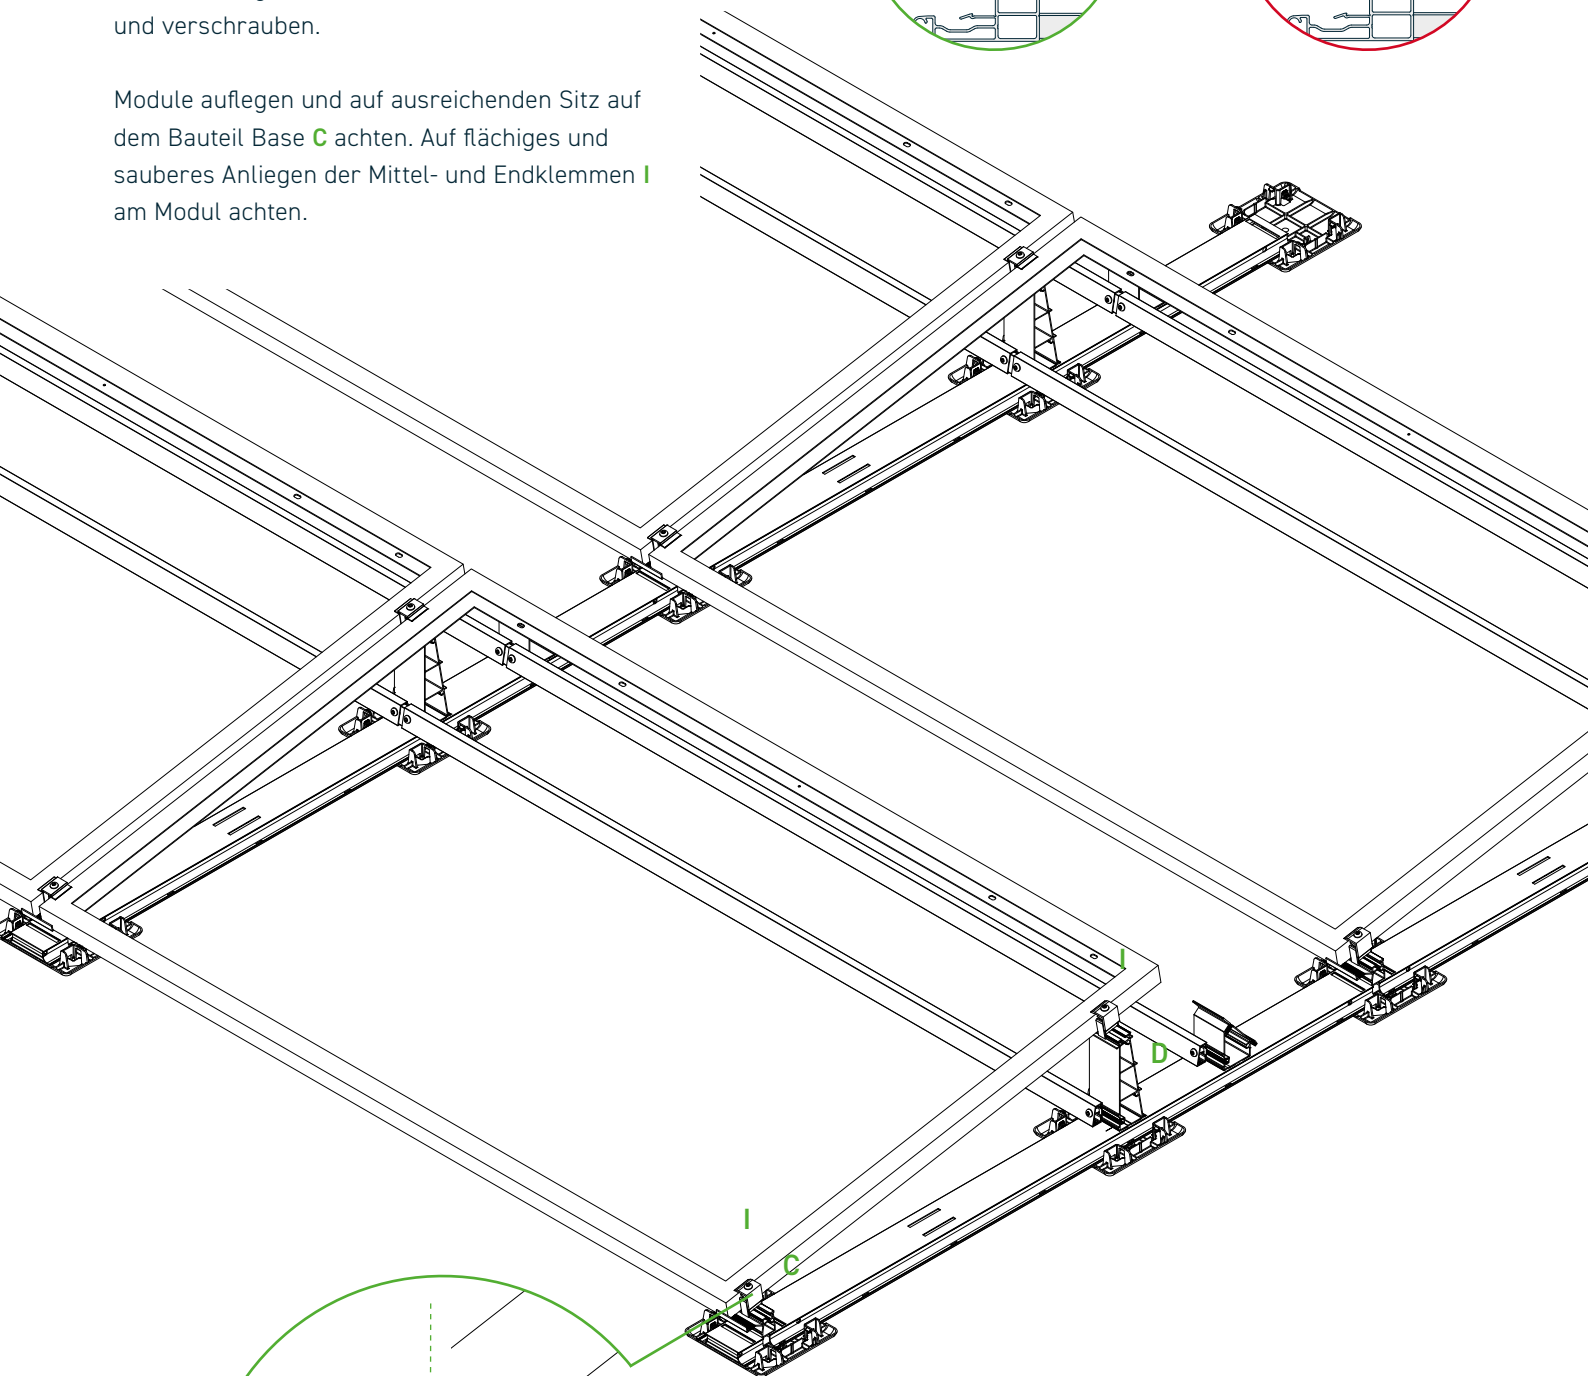 und verschrauben.
Module auflegen und auf ausreichenden Sitz auf
dem Bauteil Base C achten. Auf flächiges und
sauberes Anliegen der Mittel- und Endklemmen I
am Modul achten.
I
D
I
C